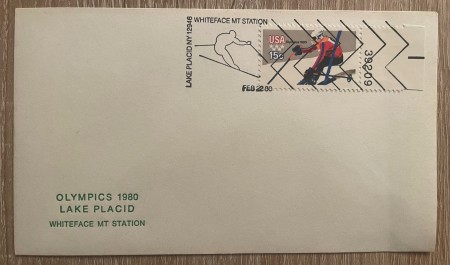 WHITEFACE MT STATION
LAKE PLACID NY 12946
USA
15c
39209
FEB 22 80
OLYMPICS 1980
LAKE PLACID
WHITEFACE MT STATION